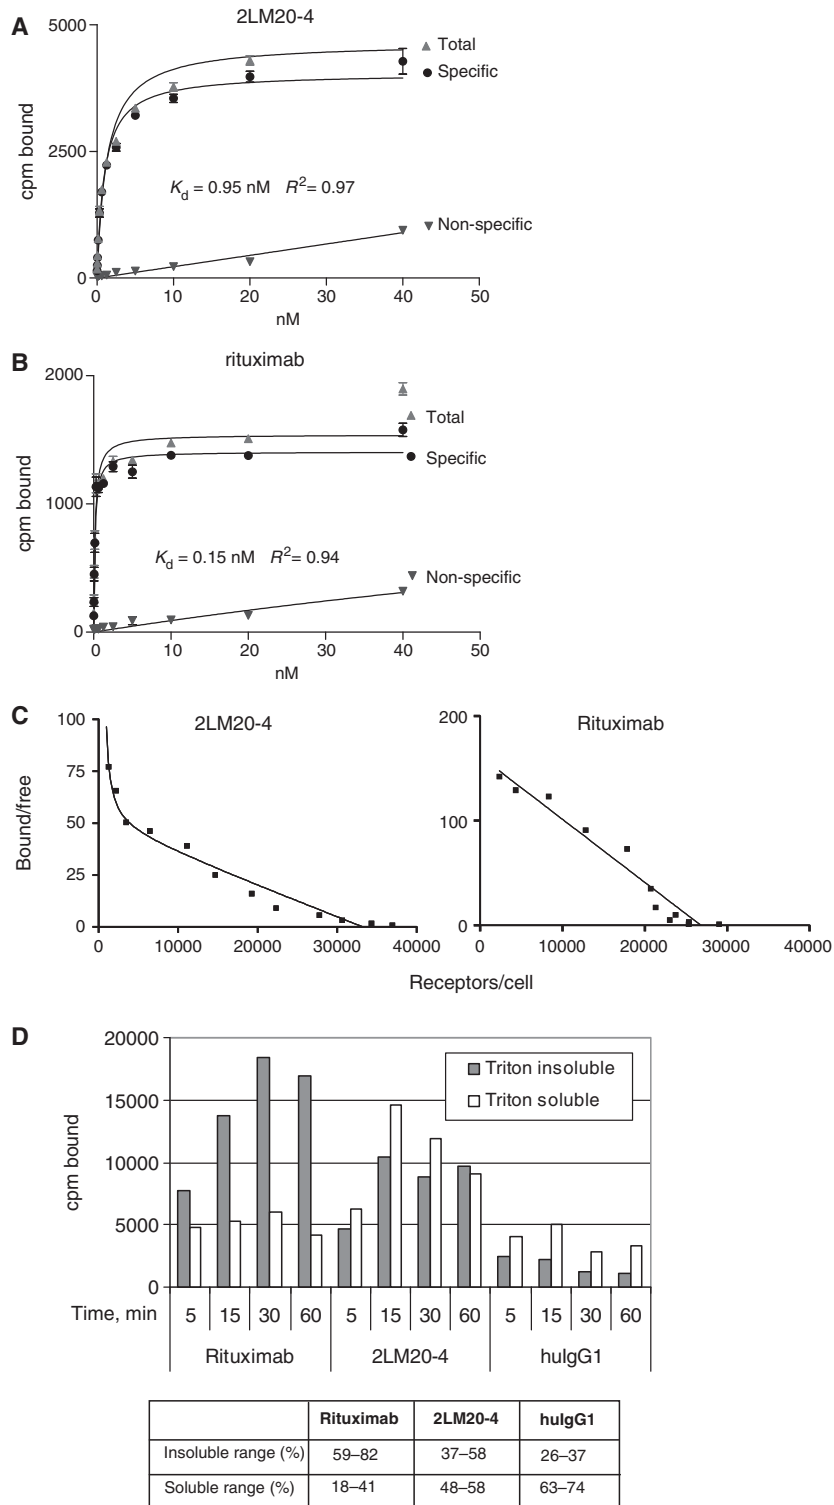 A
2LM20-4
5000
Total
Specific
cpm bound
2500
Kd = 0.95 nM R2= 0.97
Non-specific
0
0 10 20 30 40 50
nM
B
rituximab
2000
Total
Specific
cpm bound
1000
Kd = 0.15 nM R2= 0.94
Non-specific
0
0 10 20 30 40 50
nM
C
2LM20-4
100
75
50
25
0
Bound/free
0 10000 20000 30000 40000
Rituximab
200
100
0
0 10000 20000 30000 40000
Receptors/cell
D
20000
15000
10000
5000
0
cpm bound
Triton insoluble
Triton soluble
Time, min 5 15 30 60 5 15 30 60 5 15 30 60
Rituximab 2LM20-4 huIgG1
Rituximab 2LM20-4 huIgG1
Insoluble range (%) 59–82 37–58 26–37
Soluble range (%) 18–41 48–58 63–74